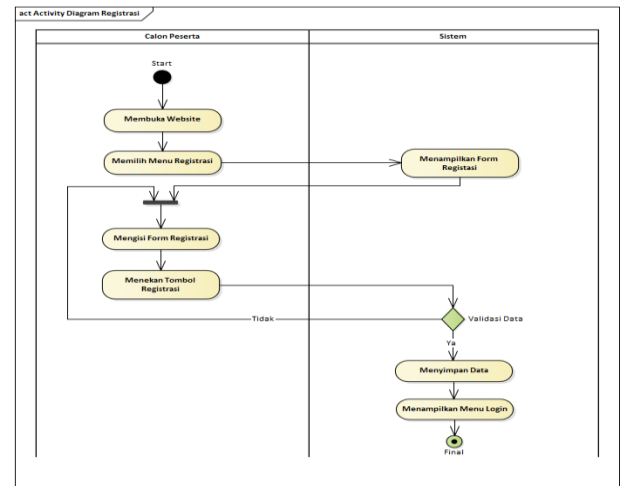 act Activity Diagram Registrasi
Calon Peserta
Sistem
Start
Membuka Website
Memilih Menu Registrasi
Menampilkan Form
Registasi
Mengisi Form Registrasi
Menekan Tombol
Registrasi
Tidak
Validasi Data
Ya
Menyimpan Data
Menampilkan Menu Login
Final